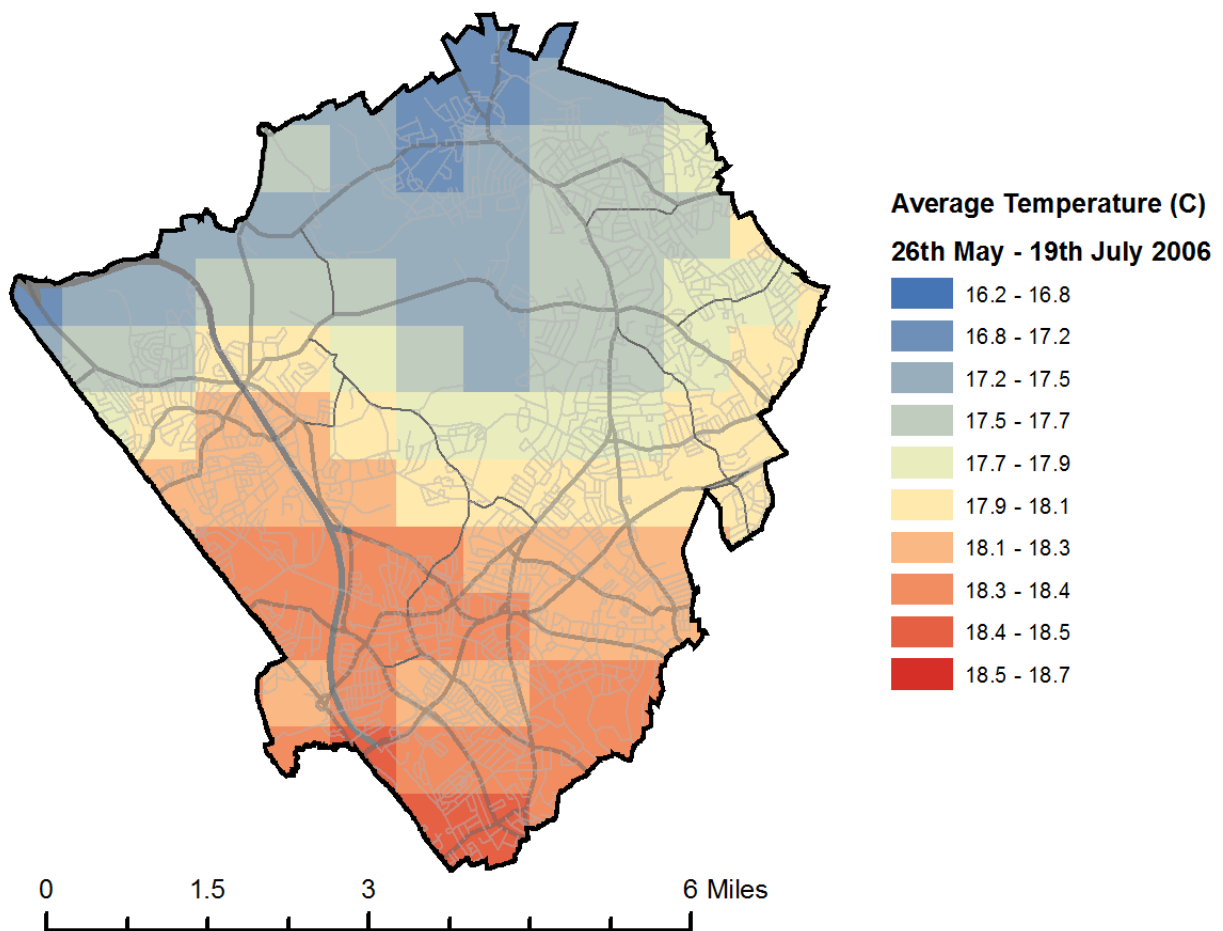 Average Temperature (C)
26th May - 19th July 2006
16.2 - 16.8
16.8 - 17.2
17.2 - 17.5
17.5 - 17.7
17.7 - 17.9
17.9 - 18.1
18.1 - 18.3
18.3 - 18.4
18.4 - 18.5
18.5 - 18.7
0 1.5 3 6 Miles